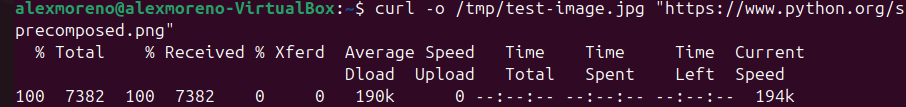 alexmoreno@alexmoreno-VirtualBox:~$ curl -o /tmp/test-image.jpg "https://www.python.org/s
precomposed.png"
% Total % Received % Xferd Average Speed Time Time Time Current
Dload Upload Total Spent Left Speed
100 7382 100 7382 0 0 190k 0 --:--:-- --:--:-- --:--:-- 194k